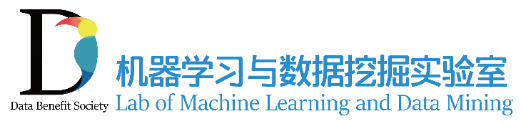 D
Data Benefit Society
机器学习与数据挖掘实验室
Lab of Machine Learning and Data Mining